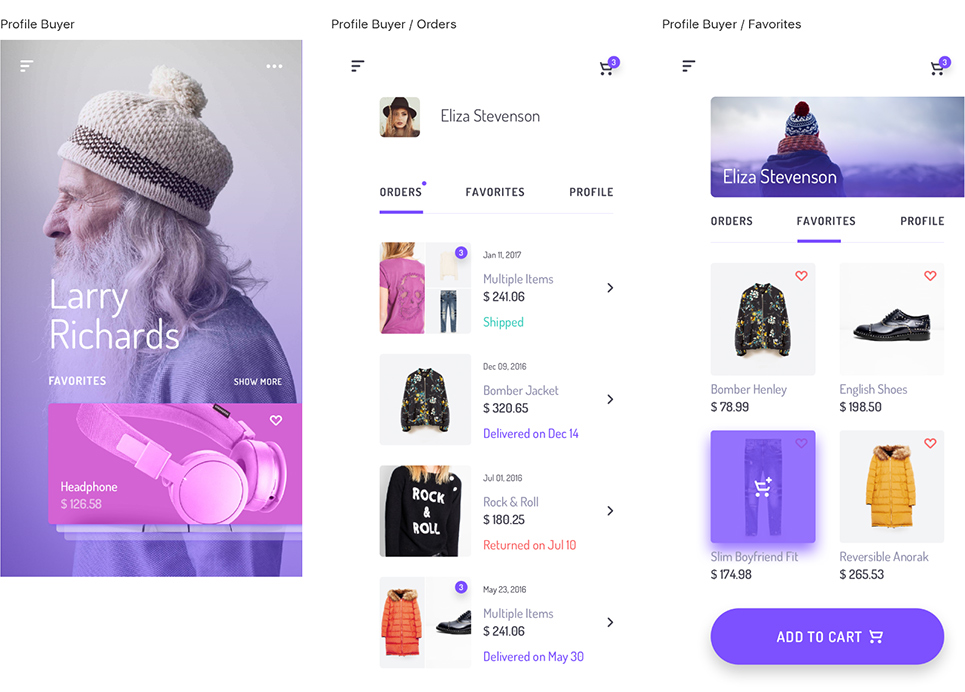 Profile Buyer
Larry
Richards
FAVORITES
SHOW MORE
Headphone
$ 126.58
Profile Buyer / Orders
3
Eliza Stevenson
ORDERS
FAVORITES
PROFILE
3
Jan 11, 2017
Multiple Items
$ 241.06
Shipped
Dec 09, 2016
Bomber Jacket
$ 320.65
Delivered on Dec 14
ROCK
&
ROLL
Jul 01, 2016
Rock & Roll
$ 180.25
Returned on Jul 10
3
May 23, 2016
Multiple Items
$ 241.06
Delivered on May 30
Profile Buyer / Favorites
3
Eliza Stevenson
ORDERS
FAVORITES
PROFILE
Bomber Henley
$ 78.99
English Shoes
$ 198.50
Slim Boyfriend Fit
$ 174.98
Reversible Anorak
$ 265.53
ADD TO CART